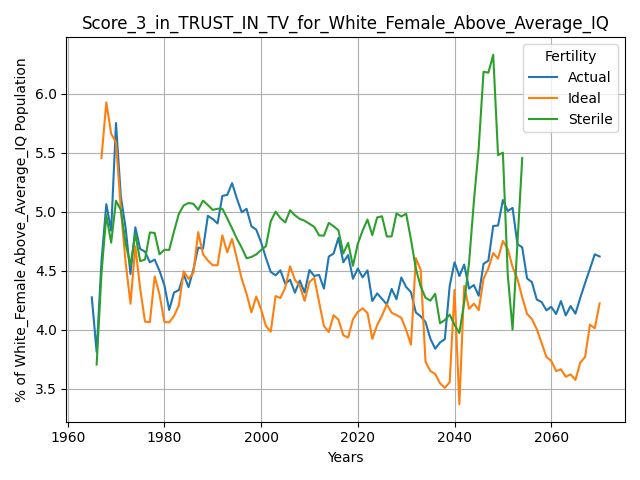 Score_3_in_TRUST_IN_TV_for_White_Female_Above_Average_IQ
% of White_Female Above_Average_IQ Population
6.0
5.5
5.0
4.5
4.0
3.5
Fertility
Actual
Ideal
Sterile
1960 1980 2000 2020 2040 2060
Years